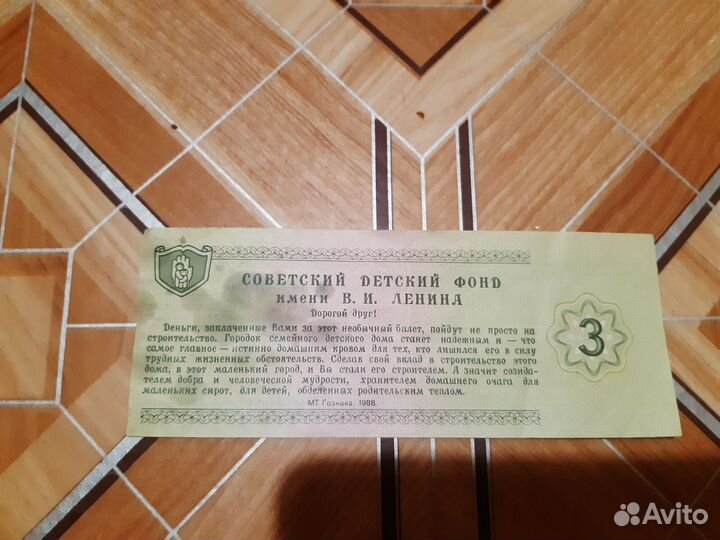 СОВЕТСКИЙ ДЕТСКИЙ ФОНД
ИМЕНИ В. И. ЛЕНИНА
Дорогой друг!
Деньги, заплаченные Вами за этот необычный билет, пойдут не просто на
строительство. Городок семейного детского дома станет надежным и — что
самое главное — истинно домашним кровом для тех, кто лишился его в силу
трудных жизненных обстоятельств. Сделав свой вклад в строительство этого
дома, в этот маленький город, и Вы стали его строителем. А значит созида-
телем добра и человеческой мудрости, хранителем домашнего очага для
маленьких сирот, для детей, обделенных родительским теплом.
МТ Гознака. 1988.
3
Avito